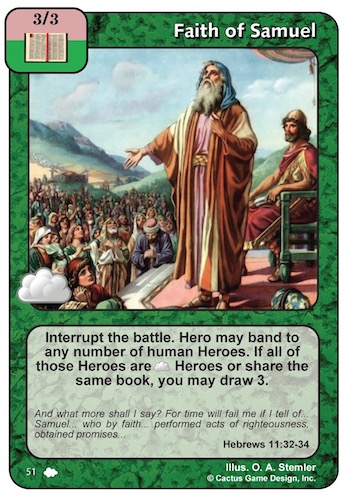 3/3
Faith of Samuel
Interrupt the battle. Hero may band to
any number of human Heroes. If all of
those Heroes are Heroes or share the
same book, you may draw 3.
And what more shall I say? For time will fail me if I tell of...
Samuel... who by faith... performed acts of righteousness,
obtained promises...
Hebrews 11:32-34
51
Illus. O. A. Stemler
© Cactus Game Design, Inc.